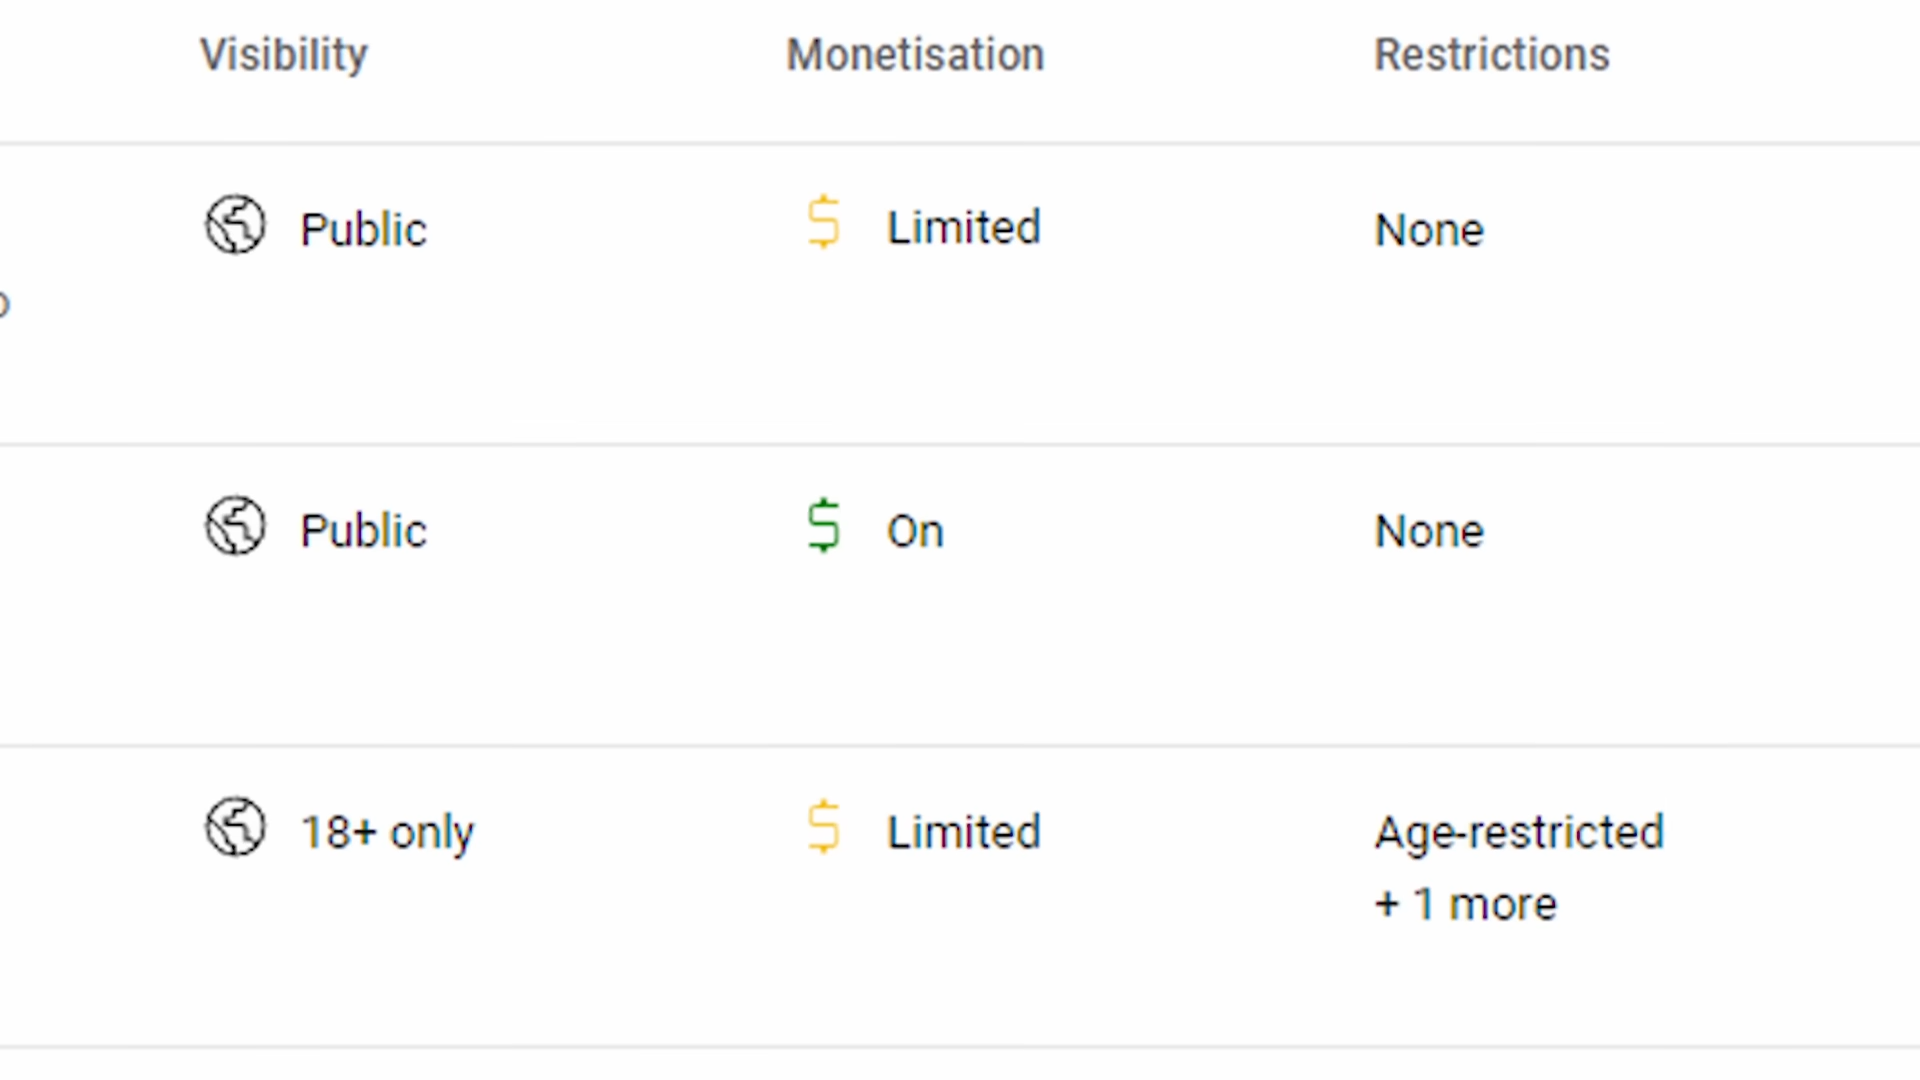 Visibility Monetisation Restrictions
Public $ Limited None
Public $ On None
18+ only $ Limited Age-restricted
+ 1 more